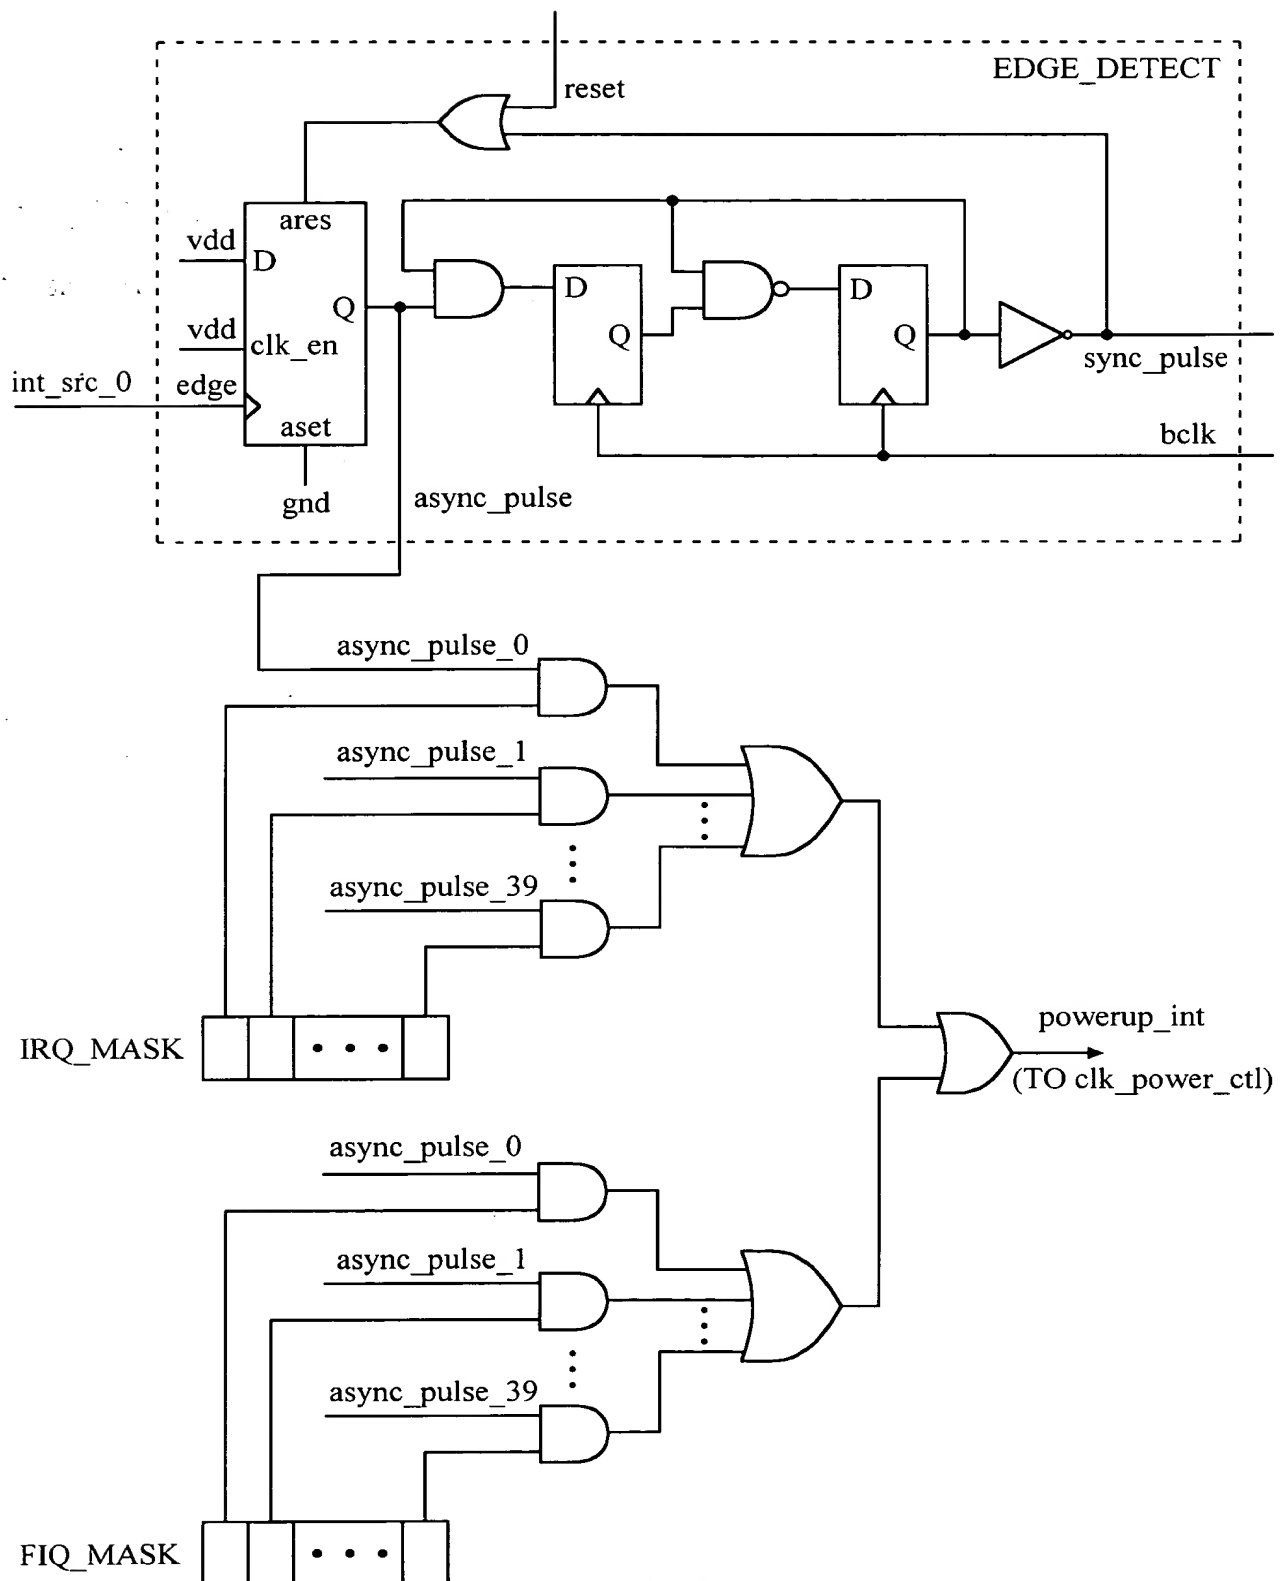 EDGE_DETECT
reset
ares
vdd
D
D
D
Q
Q
Q
vdd
clk_en
sync_pulse
int_src_0
edge
aset
bclk
gnd
async_pulse
async_pulse_0
async_pulse_1
async_pulse_39
IRQ_MASK
powerup_int
(TO clk_power_ctl)
async_pulse_0
async_pulse_1
async_pulse_39
FIQ_MASK